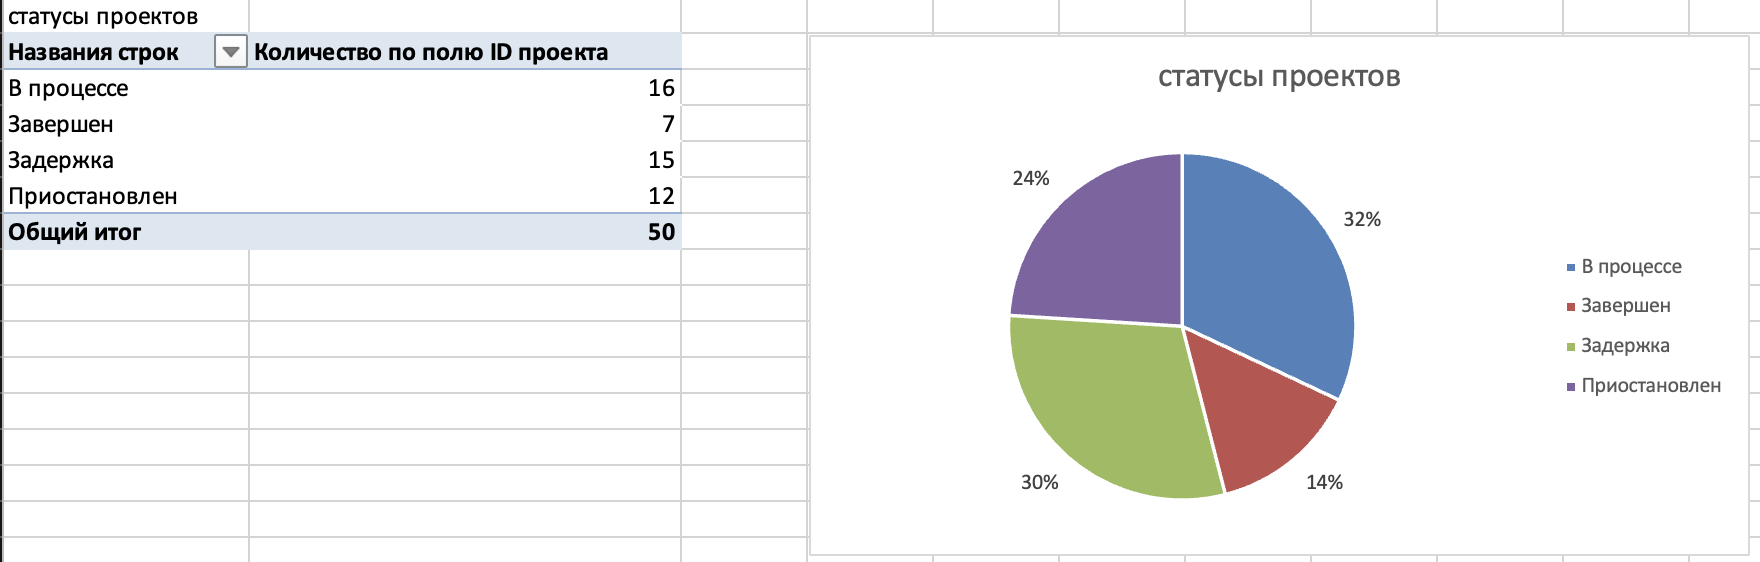 статусы проектов
Названия строк Количество по полю ID проекта
В процессе 16
Завершен 7
Задержка 15
Приостановлен 12
Общий итог 50
статусы проектов
24%
32%
30%
14%
В процессе
Завершен
Задержка
Приостановлен